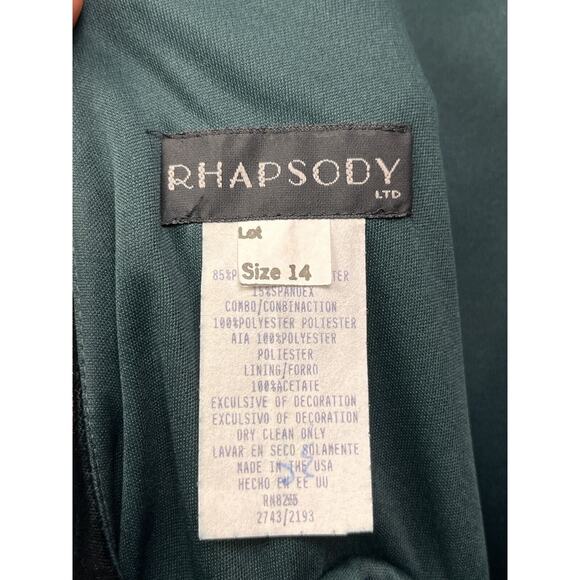 RHAPSODY
LTD
Lot
Size 14
85%P TER
15%SPANDEX
COMBO/CONBINACTION
100%POLYESTER POLIESTER
AIA 100%POLYESTER
POLIESTER
LINING/FORRO
100%ACETATE
EXCULSIVE OF DECORATION
EXCULSIVO OF DECORATION
DRY CLEAN ONLY
LAVAR EN SECO SOLAMENTE
MADE IN THE USA
HECHO EN EE UU
2743/2193